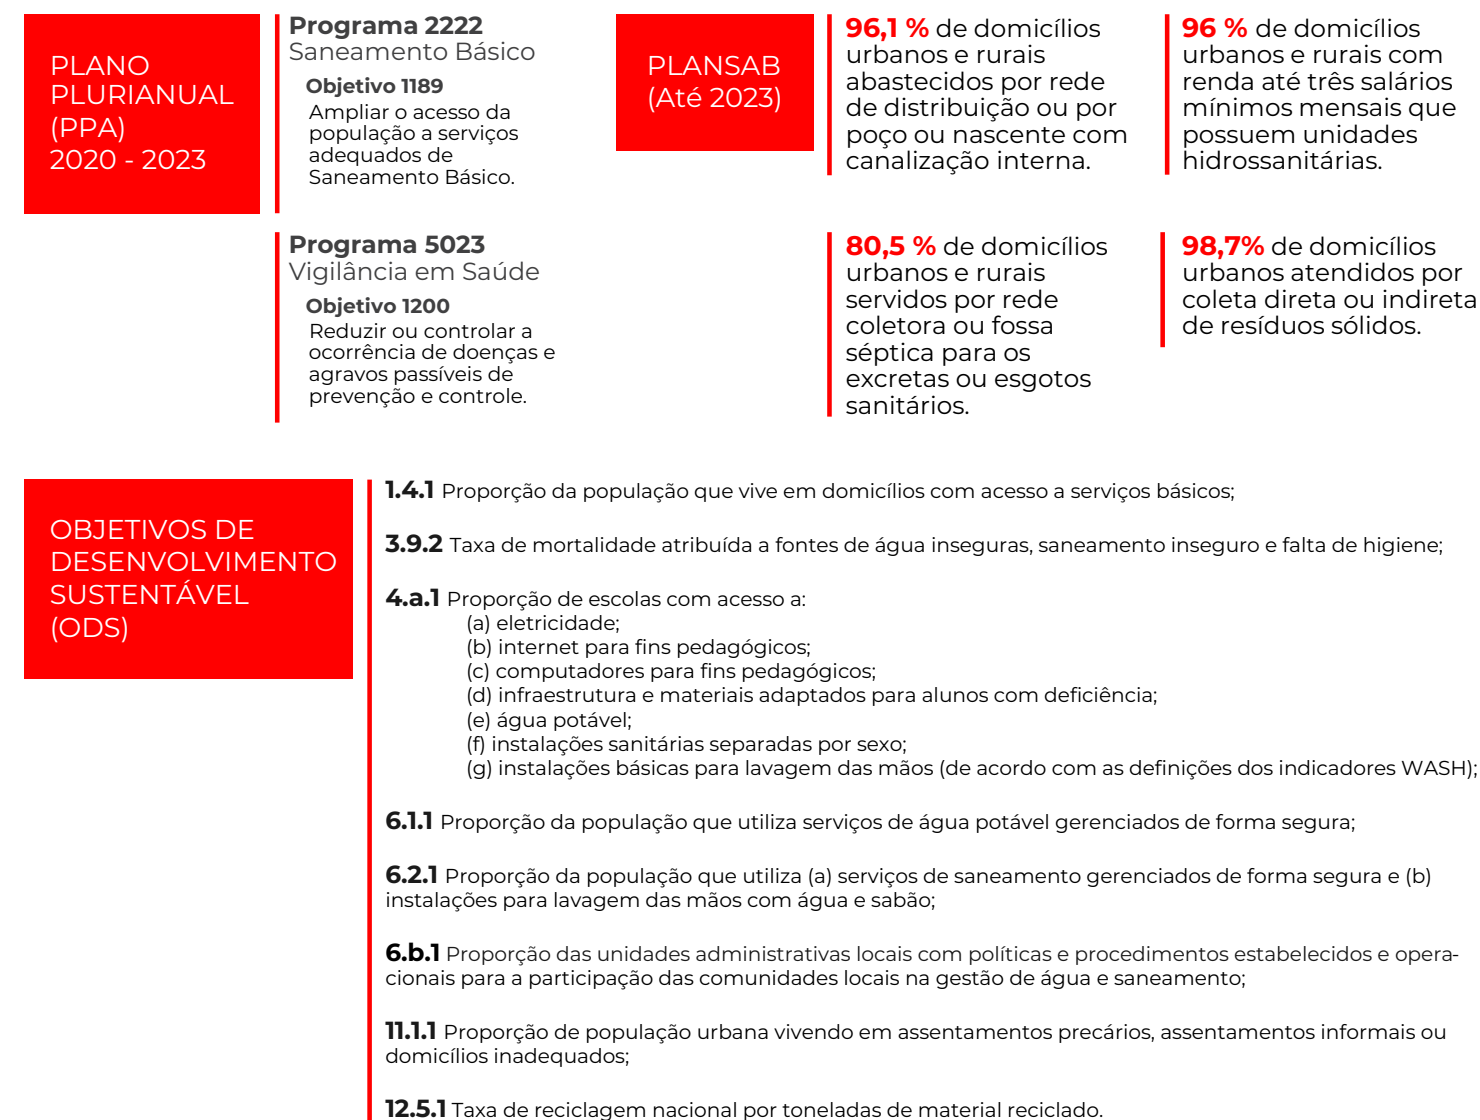 PLANO
PLURIANUAL
(PPA)
2020 - 2023
Programa 2222
Saneamento Básico
Objetivo 1189
Ampliar o acesso da
população a serviços
adequados de
Saneamento Básico.
Programa 5023
Vigilância em Saúde
Objetivo 1200
Reduzir ou controlar a
ocorrência de doenças e
agravos passíveis de
prevenção e controle.
PLANSAB
(Até 2023)
96,1 % de domicílios
urbanos e rurais
abastecidos por rede
de distribuição ou por
poço ou nascente com
canalização interna.
96 % de domicílios
urbanos e rurais com
renda até três salários
mínimos mensais que
possuem unidades
hidrossanitárias.
80,5 % de domicílios
urbanos e rurais
servidos por rede
coletora ou fossa
séptica para os
excretas ou esgotos
sanitários.
98,7% de domicílios
urbanos atendidos por
coleta direta ou indireta
de resíduos sólidos.
OBJETIVOS DE
DESENVOLVIMENTO
SUSTENTÁVEL
(ODS)
1.4.1 Proporção da população que vive em domicílios com acesso a serviços básicos;
3.9.2 Taxa de mortalidade atribuída a fontes de água inseguras, saneamento inseguro e falta de higiene;
4.a.1 Proporção de escolas com acesso a:
(a) eletricidade;
(b) internet para fins pedagógicos;
(c) computadores para fins pedagógicos;
(d) infraestrutura e materiais adaptados para alunos com deficiência;
(e) água potável;
(f) instalações sanitárias separadas por sexo;
(g) instalações básicas para lavagem das mãos (de acordo com as definições dos indicadores WASH);
6.1.1 Proporção da população que utiliza serviços de água potável gerenciados de forma segura;
6.2.1 Proporção da população que utiliza (a) serviços de saneamento gerenciados de forma segura e (b)
instalações para lavagem das mãos com água e sabão;
6.b.1 Proporção das unidades administrativas locais com políticas e procedimentos estabelecidos e opera-
cionais para a participação das comunidades locais na gestão de água e saneamento;
11.1.1 Proporção de população urbana vivendo em assentamentos precários, assentamentos informais ou
domicílios inadequados;
12.5.1 Taxa de reciclagem nacional por toneladas de material reciclado.